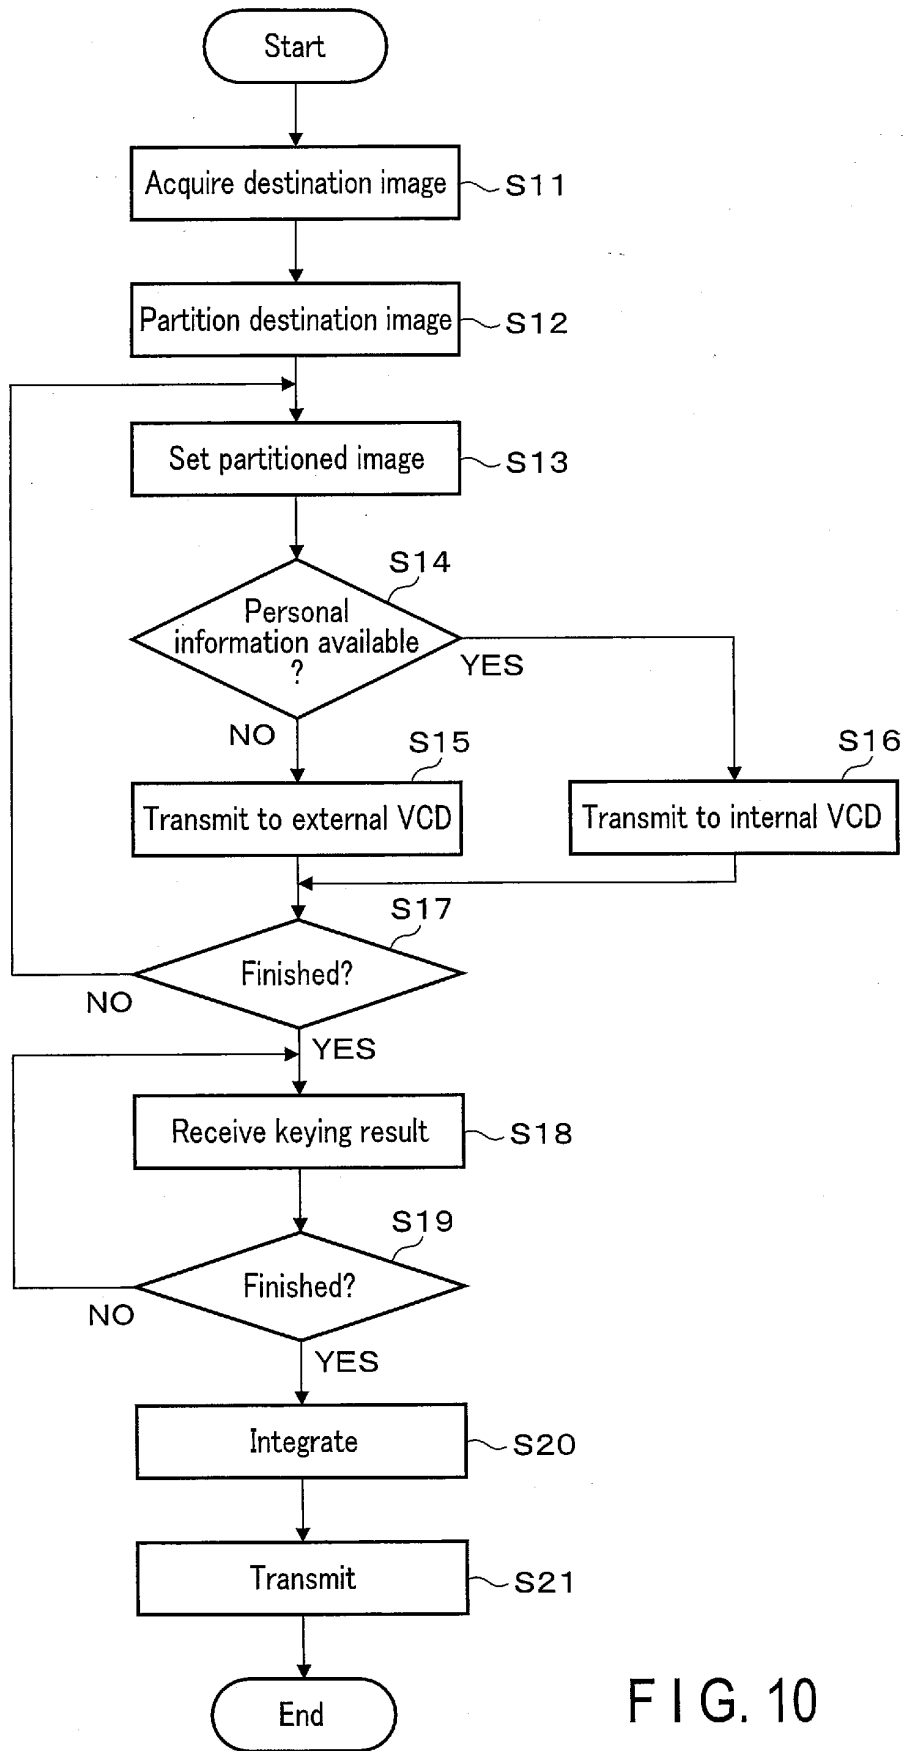 Start
Acquire destination image
S11
Partition destination image
S12
Set partitioned image
S13
S14
Personal
information available
?
YES
NO
S15
S16
Transmit to external VCD
Transmit to internal VCD
S17
Finished?
NO
YES
Receive keying result
S18
S19
Finished?
NO
YES
Integrate
S20
Transmit
S21
End
FIG. 10